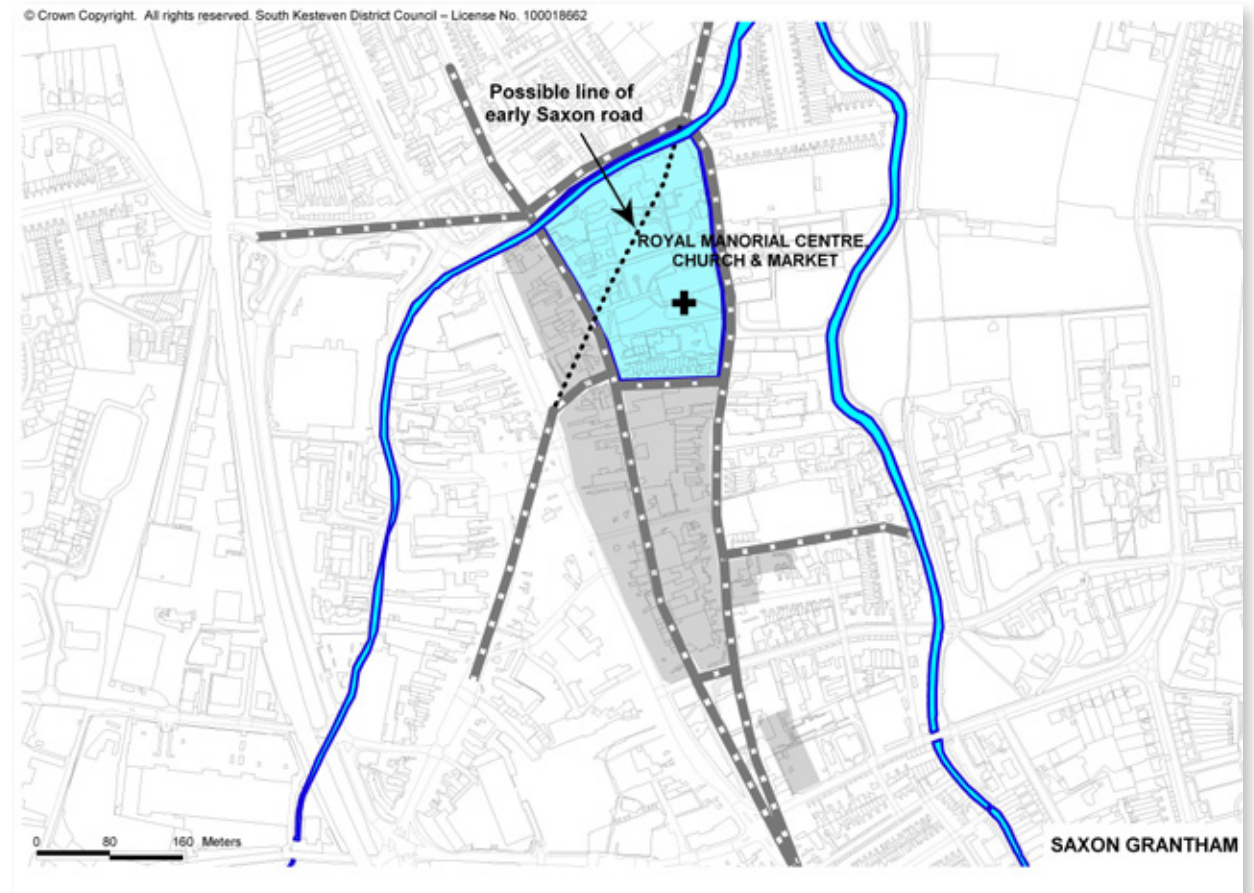 © Crown Copyright. All rights reserved. South Kesteven District Council – License No. 100018662
Possible line of
early Saxon road
ROYAL MANORIAL CENTRE,
CHURCH & MARKET
0 80 160 Meters
SAXON GRANTHAM